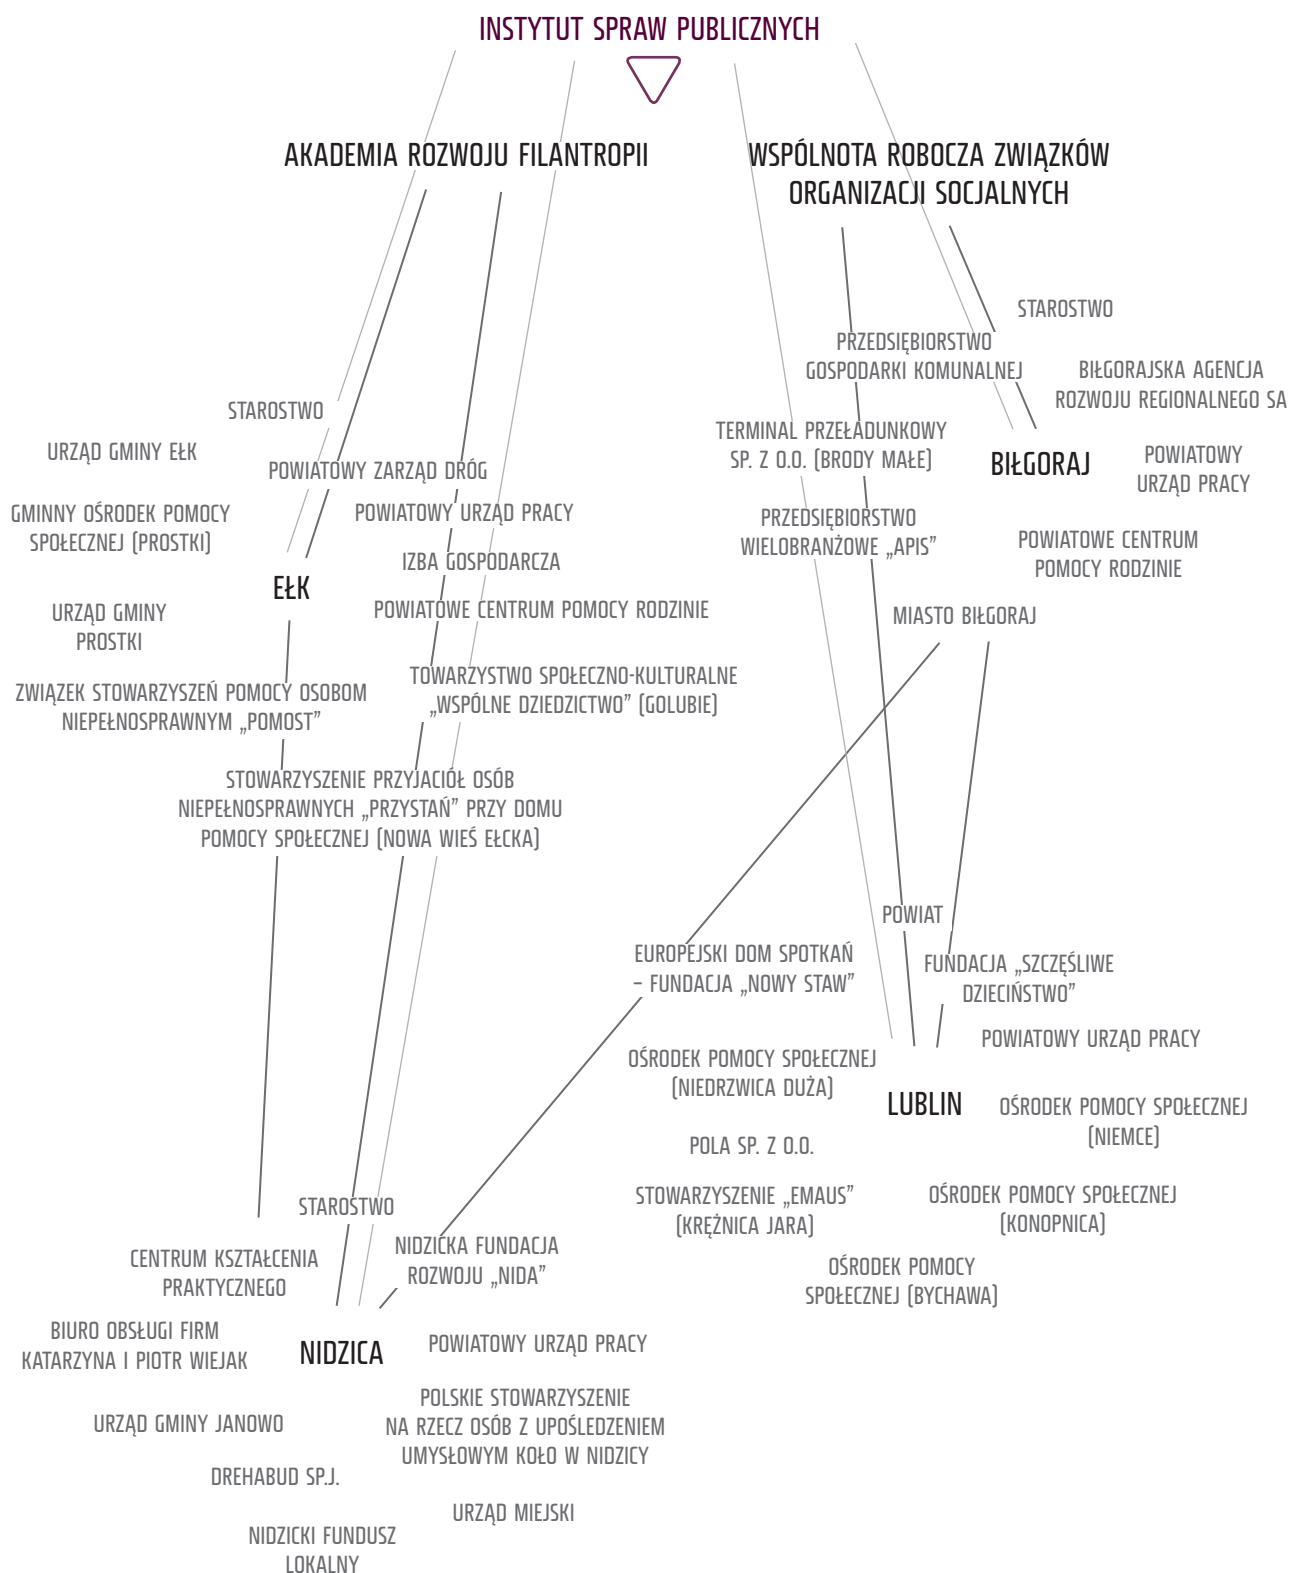 INSTYTUT SPRAW PUBLICZNYCH
AKADEMIA ROZWOJU FILANTROPII
WSPÓLNOTA ROBOCZA ZWIĄZKÓW
ORGANIZACJI SOCJALNYCH
STAROSTWO
URZĄD GMINY EŁK
POWIATOWY ZARZĄD DRÓG
GMINNY OŚRODEK POMOCY
SPOŁECZNEJ (PROSTKI)
POWIATOWY URZĄD PRACY
IZBA GOSPODARCZA
EŁK
URZĄD GMINY
PROSTKI
POWIATOWE CENTRUM POMOCY RODZINIE
ZWIĄZEK STOWARZYSZEŃ POMOCY OSOBOM
NIEPEŁNOSPRAWNYM „POMOST”
TOWARZYSTWO SPOŁECZNO-KULTURALNE
„WSPÓLNE DZIEDZICTWO” (GOLUBIE)
STOWARZYSZENIE PRZYJACIÓŁ OSÓB
NIEPEŁNOSPRAWNYCH „PRZYSTAŃ” PRZY DOMU
POMOCY SPOŁECZNEJ (NOWA WIEŚ EŁCKA)
STAROSTWO
PRZEDSIĘBIORSTWO
GOSPODARKI KOMUNALNEJ
BIŁGORAJSKA AGENCJA
ROZWOJU REGIONALNEGO SA
TERMINAL PRZEŁADUNKOWY
SP. Z O.O. (BRODY MAŁE)
BIŁGORAJ
POWIATOWY
URZĄD PRACY
PRZEDSIĘBIORSTWO
WIELOBRANŻOWE „APIS”
POWIATOWE CENTRUM
POMOCY RODZINIE
MIASTO BIŁGORAJ
POWIAT
EUROPEJSKI DOM SPOTKAŃ
– FUNDACJA „NOWY STAW”
FUNDACJA „SZCZĘŚLIWE
DZIECIŃSTWO”
POWIATOWY URZĄD PRACY
OŚRODEK POMOCY SPOŁECZNEJ
(NIEDRZWICA DUŻA)
LUBLIN
OŚRODEK POMOCY SPOŁECZNEJ
(NIEMCE)
POLA SP. Z O.O.
STOWARZYSZENIE „EMAUS”
(KRĘŻNICA JARA)
OŚRODEK POMOCY SPOŁECZNEJ
(KONOPNICA)
OŚRODEK POMOCY
SPOŁECZNEJ (BYCHAWA)
STAROSTWO
CENTRUM KSZTAŁCENIA
PRAKTYCZNEGO
NIDZICKA FUNDACJA
ROZWOJU „NIDA”
BIURO OBSŁUGI FIRM
KATARZYNA I PIOTR WIEJAK
NIDZICA
POWIATOWY URZĄD PRACY
URZĄD GMINY JANOWO
POLSKIE STOWARZYSZENIE
NA RZECZ OSÓB Z UPOŚLEDZENIEM
UMYSŁOWYM KOŁO W NIDZICY
DREHABUD SP.J.
URZĄD MIEJSKI
NIDZICKI FUNDUSZ
LOKALNY